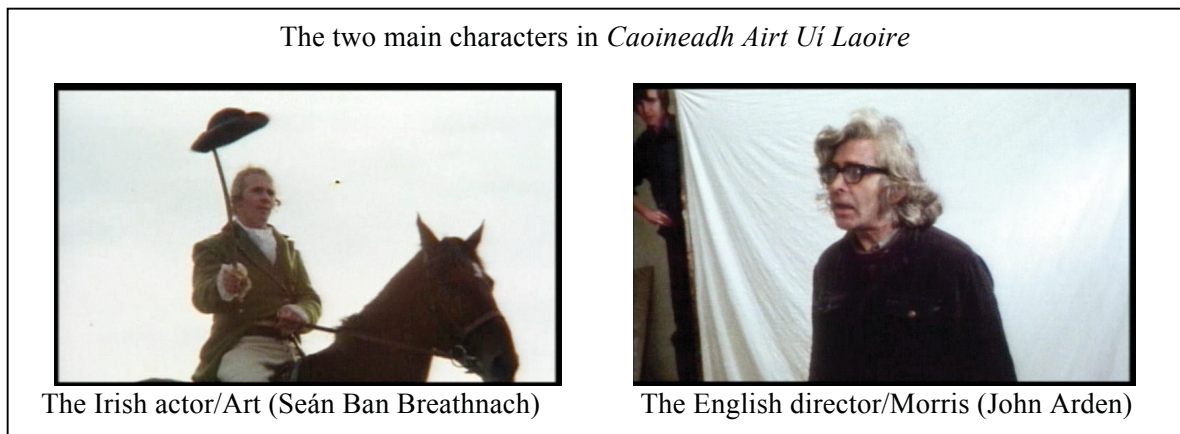 The two main characters in Caoineadh Airt Uí Laoire
The Irish actor/Art (Seán Ban Breathnach)
The English director/Morris (John Arden)